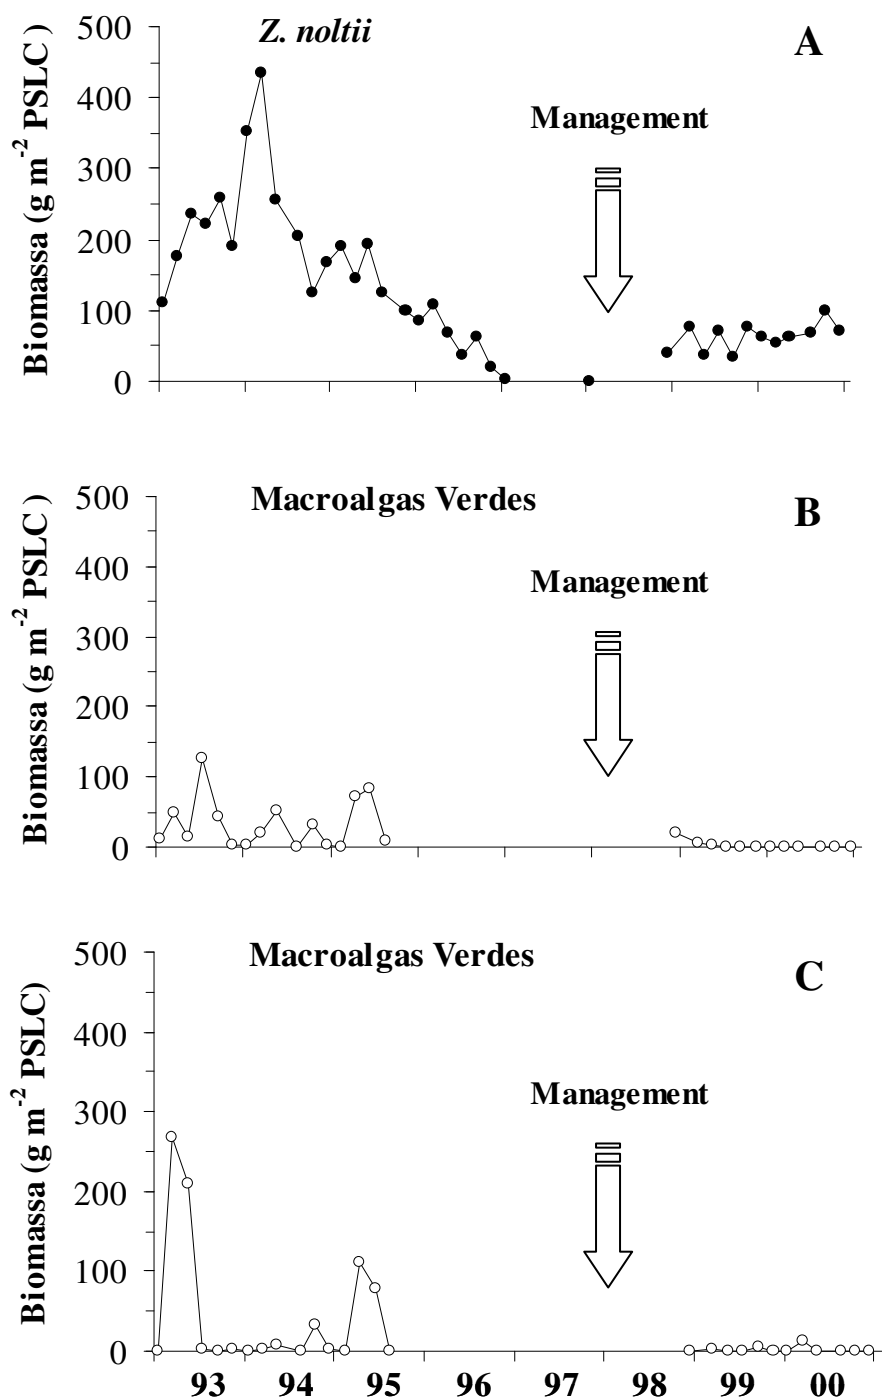 Z. noltii
A
Management
Biomassa (g m-2 PSLC )
500
400
300
200
100
0
Macroalgas Verdes
B
Management
Biomassa (g m-2 PSLC )
500
400
300
200
100
0
Macroalgas Verdes
C
Management
Biomassa (g m-2 PSLC)
500
400
300
200
100
0
93 94 95 96 97 98 99 00